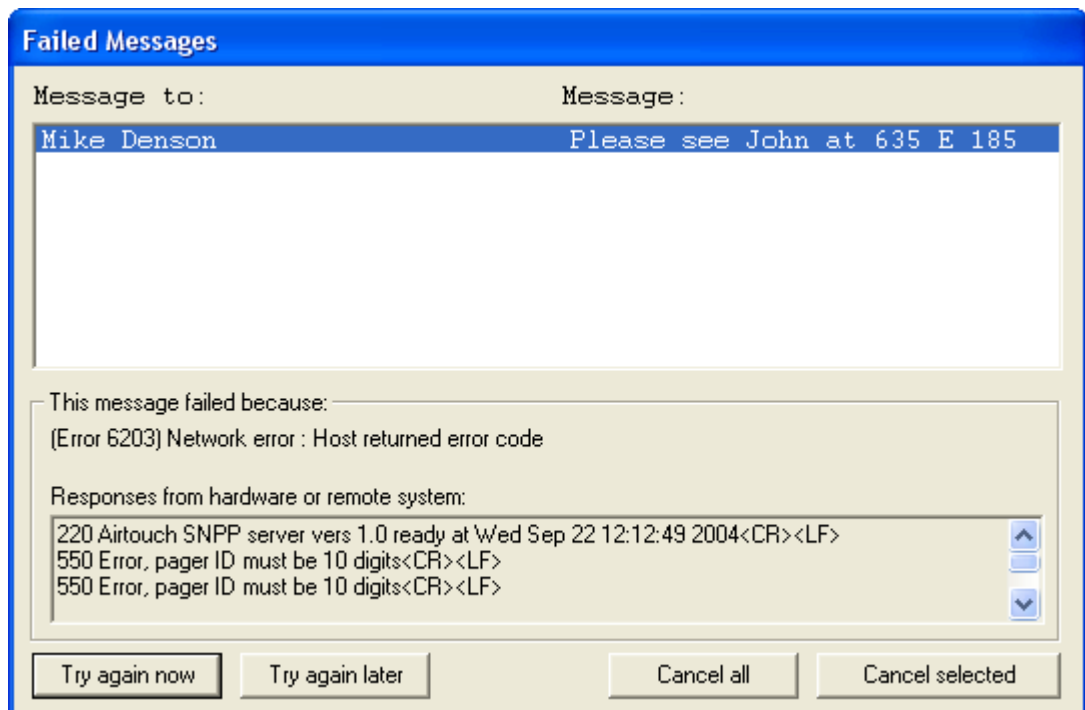 Failed Messages
Message to: Message:
Mike Denson Please see John at 635 E 185
This message failed because:
(Error 6203) Network error : Host returned error code
Responses from hardware or remote system:
220 Airtouch SNPP server vers 1.0 ready at Wed Sep 22 12:12:49 2004<CR><LF>
550 Error, pager ID must be 10 digits<CR><LF>
550 Error, pager ID must be 10 digits<CR><LF>
Try again now Try again later Cancel all Cancel selected